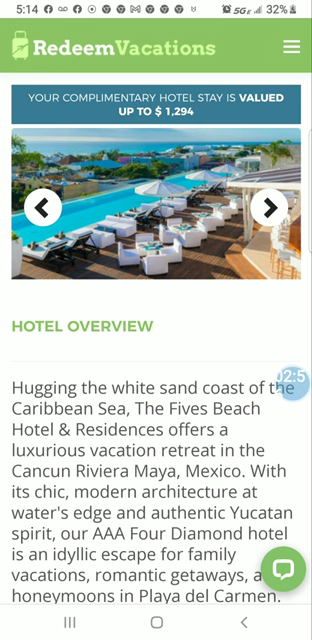 5:14
5GE 32%
RedeemVacations
YOUR COMPLIMENTARY HOTEL STAY IS VALUED
UP TO $ 1,294
HOTEL OVERVIEW
02:5
Hugging the white sand coast of the
Caribbean Sea, The Fives Beach
Hotel & Residences offers a
luxurious vacation retreat in the
Cancun Riviera Maya, Mexico. With
its chic, modern architecture at
water's edge and authentic Yucatan
spirit, our AAA Four Diamond hotel
is an idyllic escape for family
vacations, romantic getaways, a
honeymoons in Playa del Carmen.